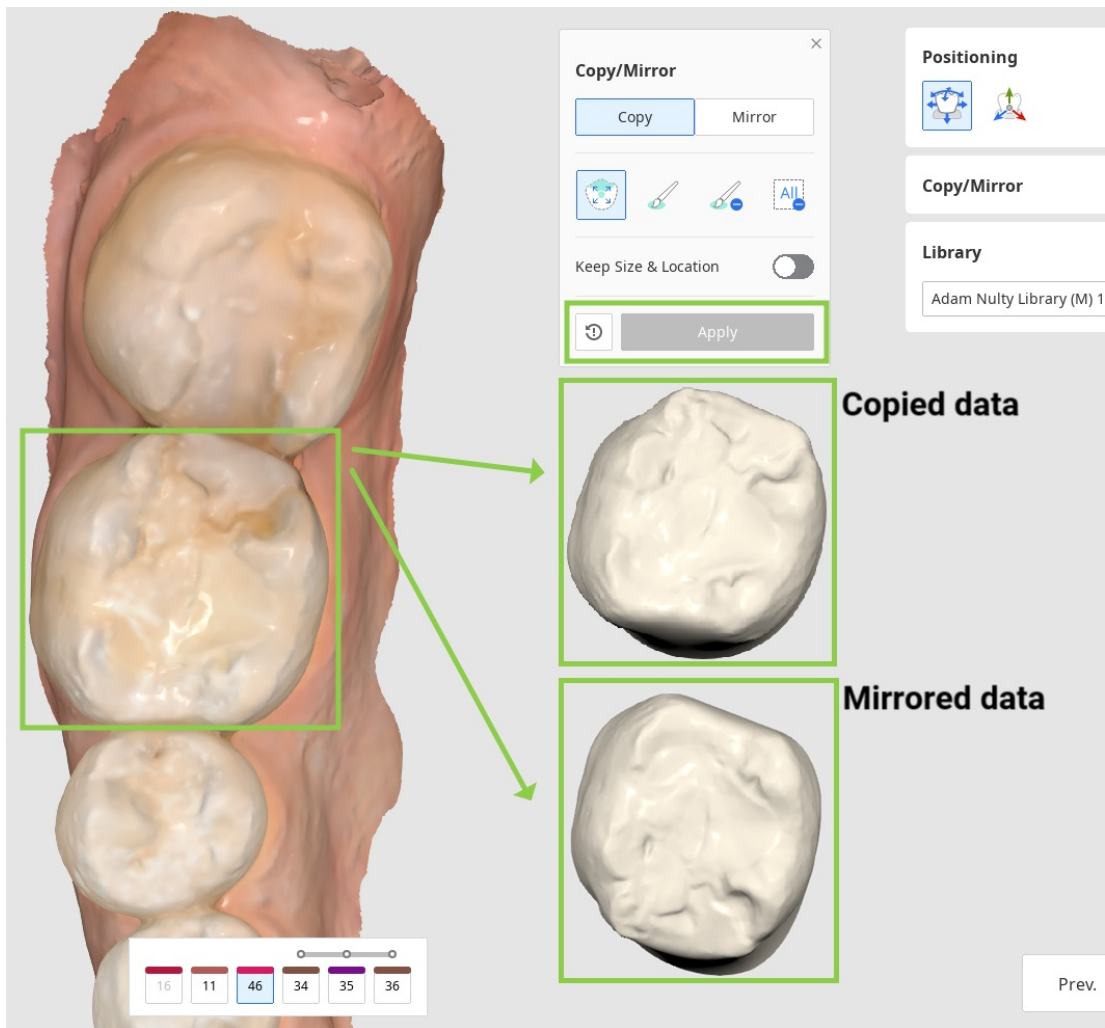 Copy/Mirror
Copy Mirror
All
Keep Size & Location
Apply
Positioning
Copy/Mirror
Library
Adam Nulty Library (M) 1
Copied data
Mirrored data
16 11 46 34 35 36
Prev.